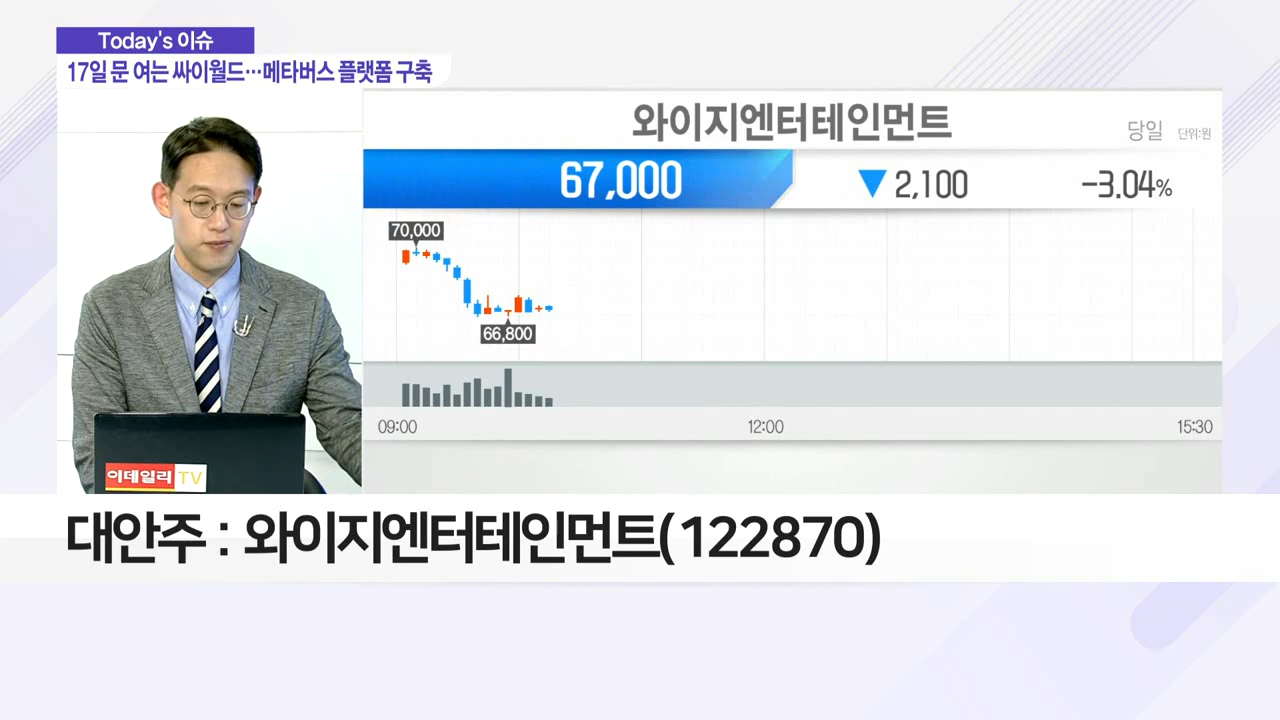 Today's 이슈
17일 문 여는 싸이월드…메타버스 플랫폼 구축
와이지엔터테인먼트
당일 단위:원
67,000 ▼ 2,100 -3.04%
70,000
66,800
09:00 12:00 15:30
이데일리 TV
대안주 : 와이지엔터테인먼트(122870)